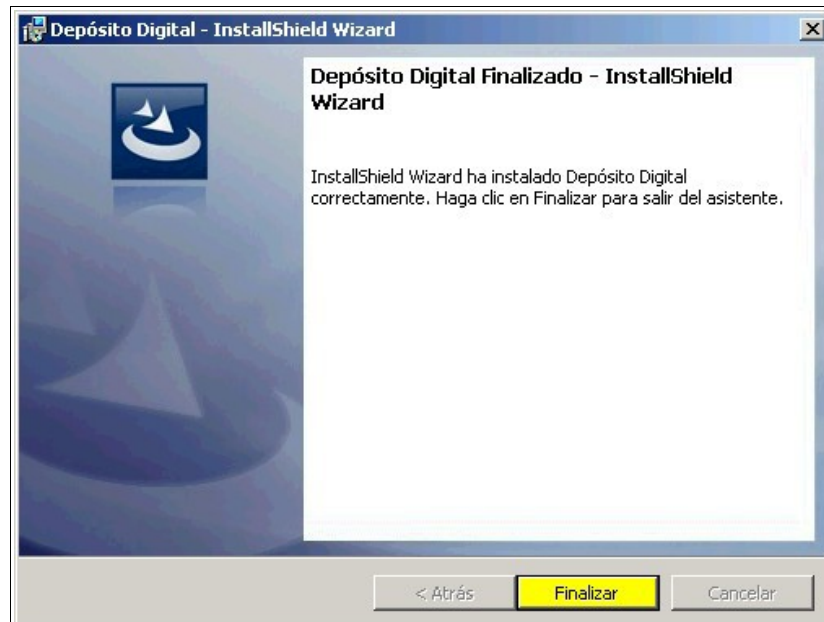 Depósito Digital - InstallShield Wizard
Depósito Digital Finalizado - InstallShield
Wizard
InstallShield Wizard ha instalado Depósito Digital
correctamente. Haga clic en Finalizar para salir del asistente.
< Atrás Finalizar Cancelar